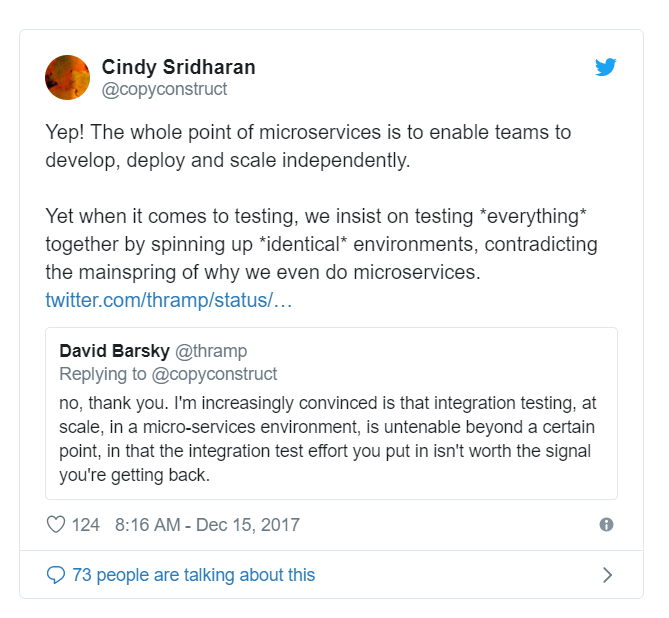 Cindy Sridharan
@copyconstruct
Yep! The whole point of microservices is to enable teams to
develop, deploy and scale independently.
Yet when it comes to testing, we insist on testing *everything*
together by spinning up *identical* environments, contradicting
the mainspring of why we even do microservices.
twitter.com/thramp/status/…
David Barsky @thramp
Replying to @copyconstruct
no, thank you. I'm increasingly convinced is that integration testing, at
scale, in a micro-services environment, is untenable beyond a certain
point, in that the integration test effort you put in isn't worth the signal
you're getting back.
124 8:16 AM - Dec 15, 2017
73 people are talking about this